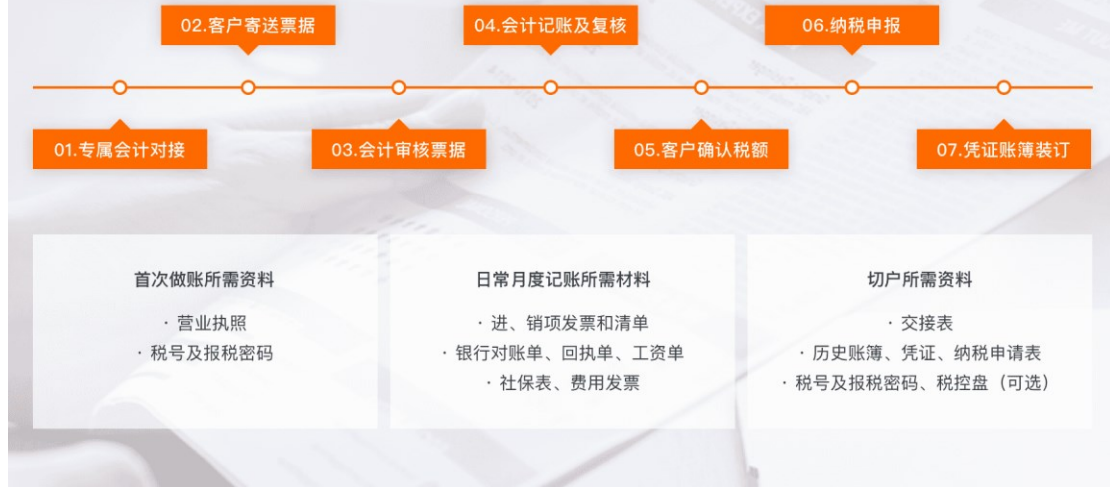 02.客户寄送票据
04.会计记账及复核
06.纳税申报
01.专属会计对接
03.会计审核票据
05.客户确认税额
07.凭证账簿装订
首次做账所需资料
· 营业执照
· 税号及报税密码
日常月度记账所需材料
· 进、销项发票和清单
· 银行对账单、回执单、工资单
· 社保表、费用发票
切户所需资料
· 交接表
· 历史账簿、凭证、纳税申请表
· 税号及报税密码、税控盘（可选）